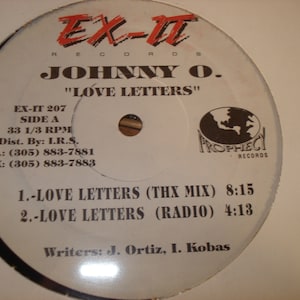 EX-IT
RECORDS
JOHNNY O.
"LOVE LETTERS"
EX-IT 207
SIDE A
33 1/3 RPM
Dist. By: I.R.S.
.: (305) 883-7881
X: (305) 883-7883
PROPHECY
RECORDS
1.-LOVE LETTERS (THX MIX) 8:15
2.-LOVE LETTERS (RADIO) 4:13
Writers: J. Ortiz, I. Kobas